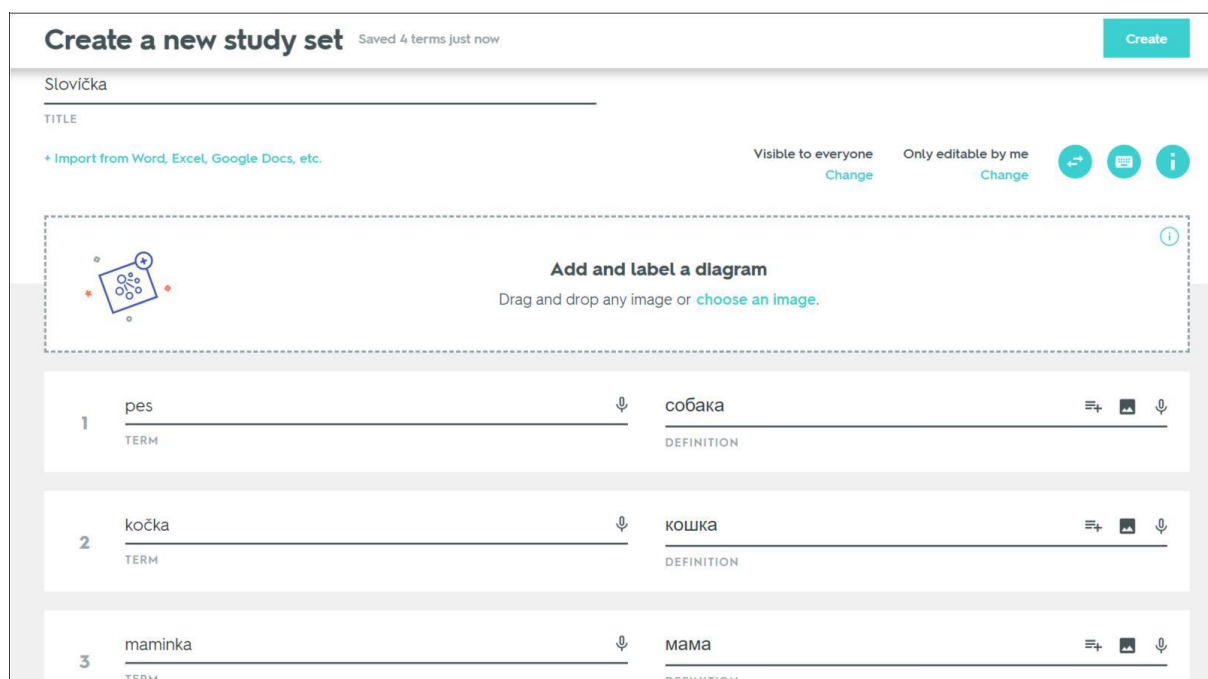 Create a new study set Saved 4 terms just now Create
Slovíčka
TITLE
+ Import from Word, Excel, Google Docs, etc.
Visible to everyone Only editable by me
Change Change
Add and label a diagram
Drag and drop any image or choose an image.
1 pes собака
TERM DEFINITION
2 kočka кошка
TERM DEFINITION
3 maminka мама
TERM DEFINITION